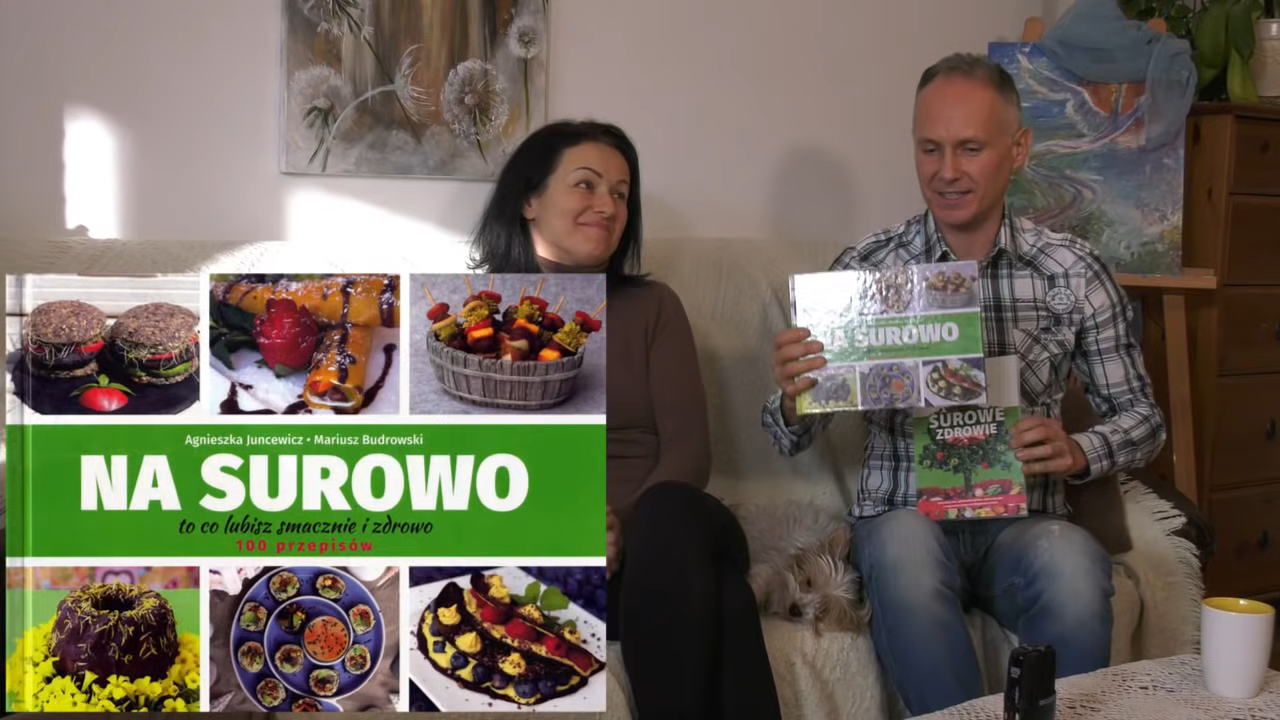 Agnieszka Juncewicz • Mariusz Budrowski
NA SUROWO
to co lubisz smacznie i zdrowo
100 przepisów
NA SUROWO
SUROWE
ZDROWIE